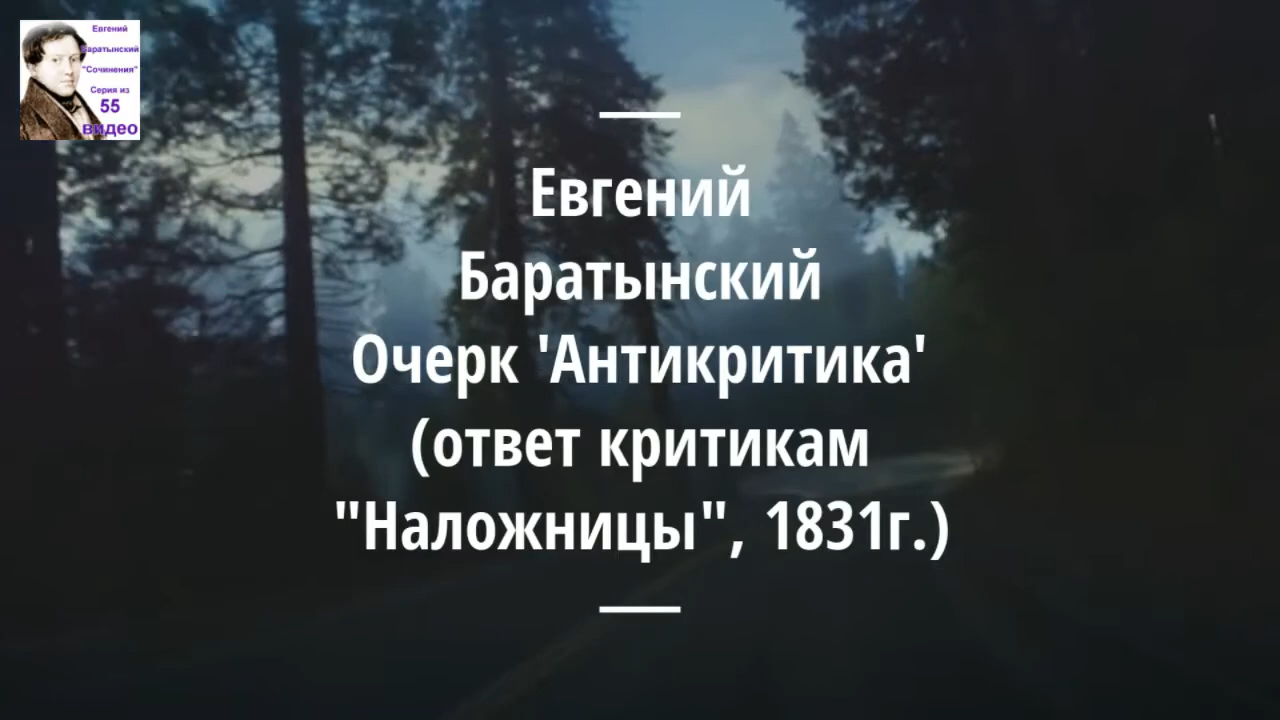 Евгений
Баратынский
"Сочинения"
Серия из
55
видео
Евгений
Баратынский
Очерк 'Антикритика'
(ответ критикам
"Наложницы", 1831г.)